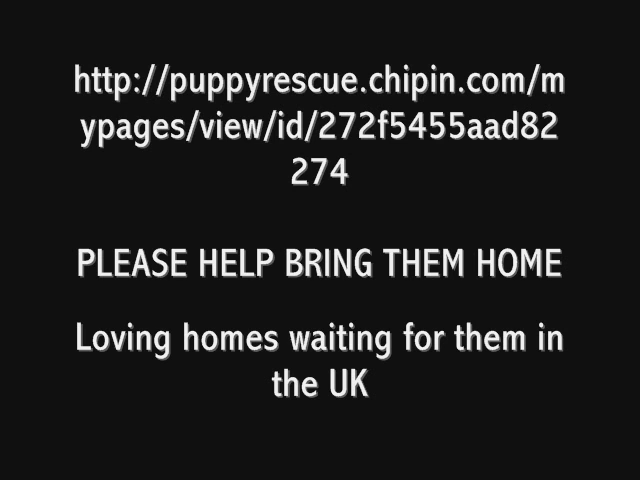 http://puppyrescue.chipin.com/m
ypages/view/id/272f5455aad82
274
PLEASE HELP BRING THEM HOME
Loving homes waiting for them in
the UK